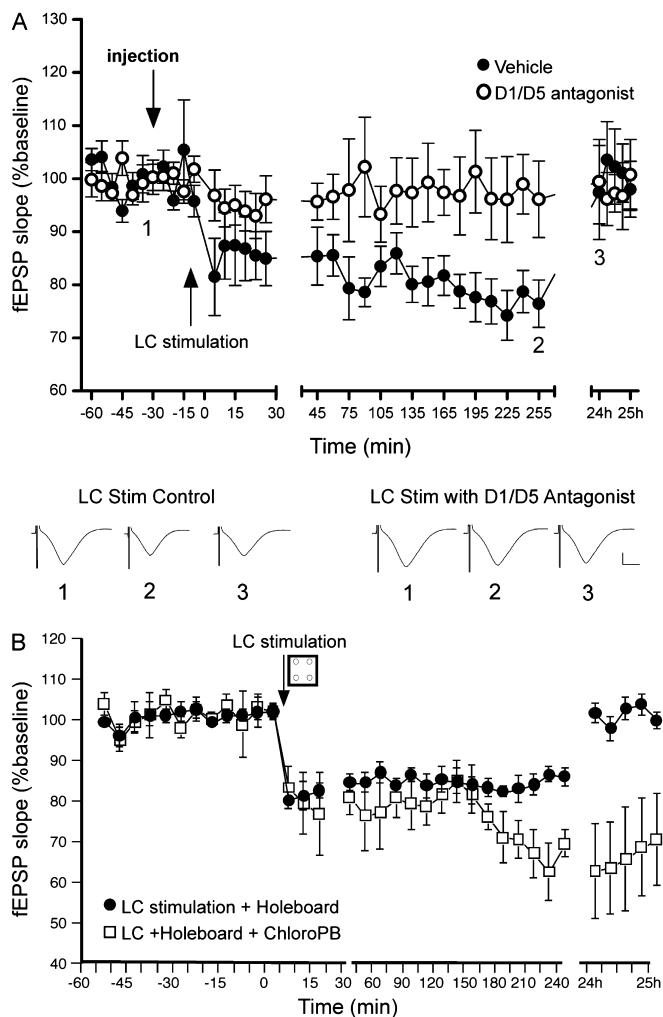 A
fEPSP slope (%baseline)
130
120
110
100
90
80
70
60
injection
Vehicle
D1/D5 antagonist
1
LC stimulation
2
3
-60 -45 -30 -15 0 15 30 45 75 105 135 165 195 225 255 24h 25h
Time (min)
LC Stim Control
LC Stim with D1/D5 Antagonist
1 2 3 1 2 3
B
LC stimulation
fEPSP slope (%baseline)
120
110
100
90
80
70
60
50
40
LC stimulation + Holeboard
LC +Holeboard + ChloroPB
-45 -30 -15 0 15 30 60 90 120 150 180 210 240 24h 25h
Time (min)